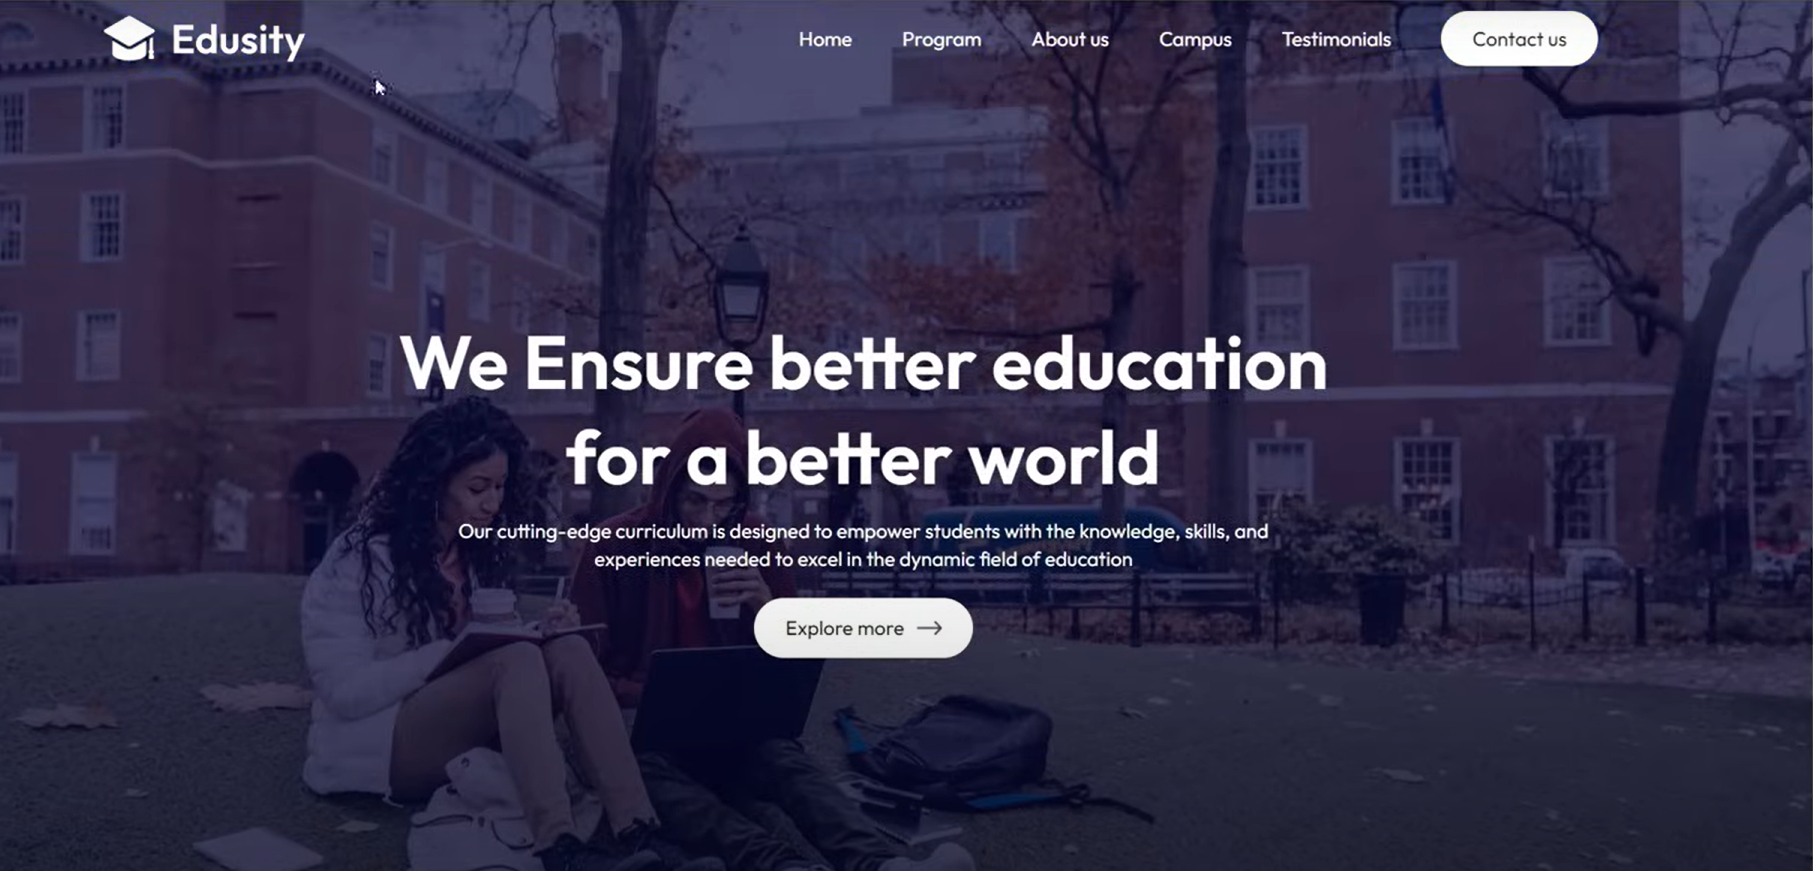 Edusity
Home Program About us Campus Testimonials Contact us
We Ensure better education
for a better world
Our cutting-edge curriculum is designed to empower students with the knowledge, skills, and
experiences needed to excel in the dynamic field of education
Explore more →